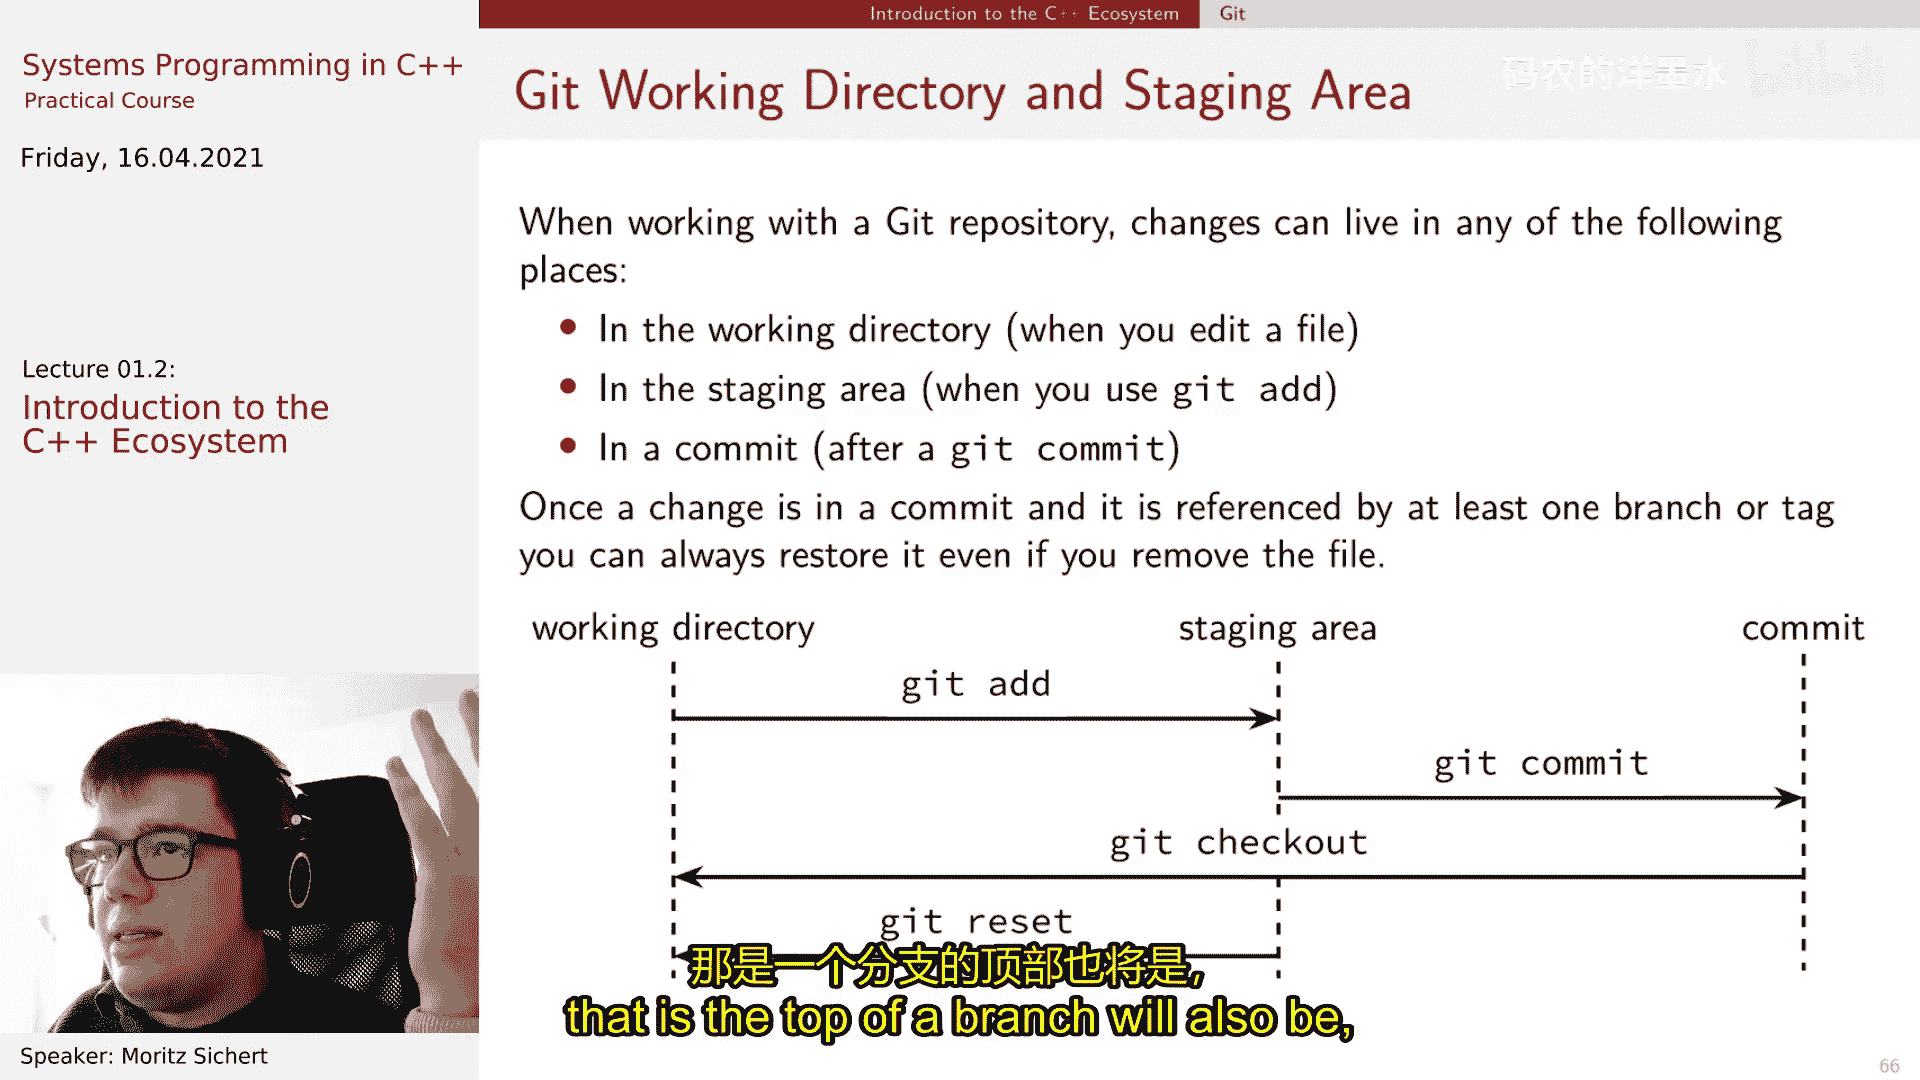 Introduction to the C++ Ecosystem
Git
Systems Programming in C++
Practical Course
Friday, 16.04.2021
Lecture 01.2:
Introduction to the
C++ Ecosystem
Git Working Directory and Staging Area
码农的洋墨水
When working with a Git repository, changes can live in any of the following
places:
• In the working directory (when you edit a file)
• In the staging area (when you use git add)
• In a commit (after a git commit)
Once a change is in a commit and it is referenced by at least one branch or tag
you can always restore it even if you remove the file.
working directory
staging area
commit
git add
git commit
git checkout
git reset
那是一个分支的顶部也将是,
that is the top of a branch will also be,
Speaker: Moritz Sichert
66